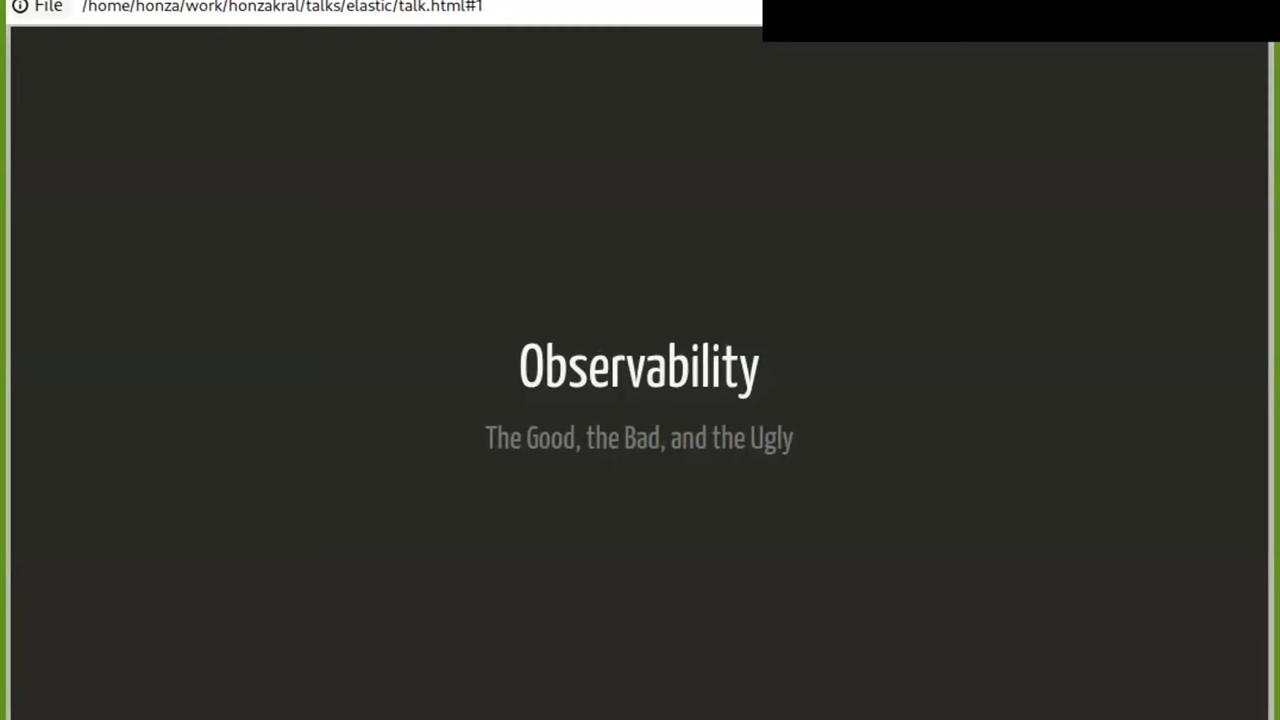 File /home/honza/work/honzakral/talks/elastic/talk.html#1
Observability
The Good, the Bad, and the Ugly